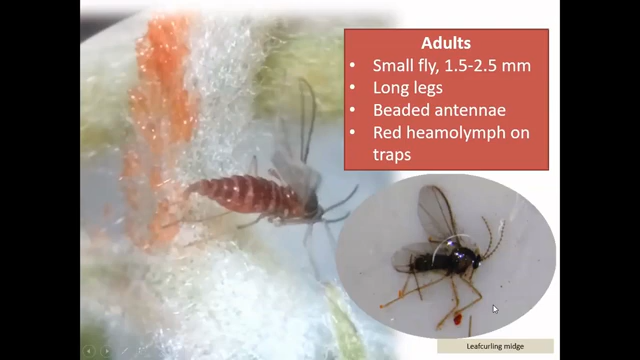 Adults
• Small fly, 1.5-2.5 mm
• Long legs
• Beaded antennae
• Red heamolymph on
traps
Leafcurling midge